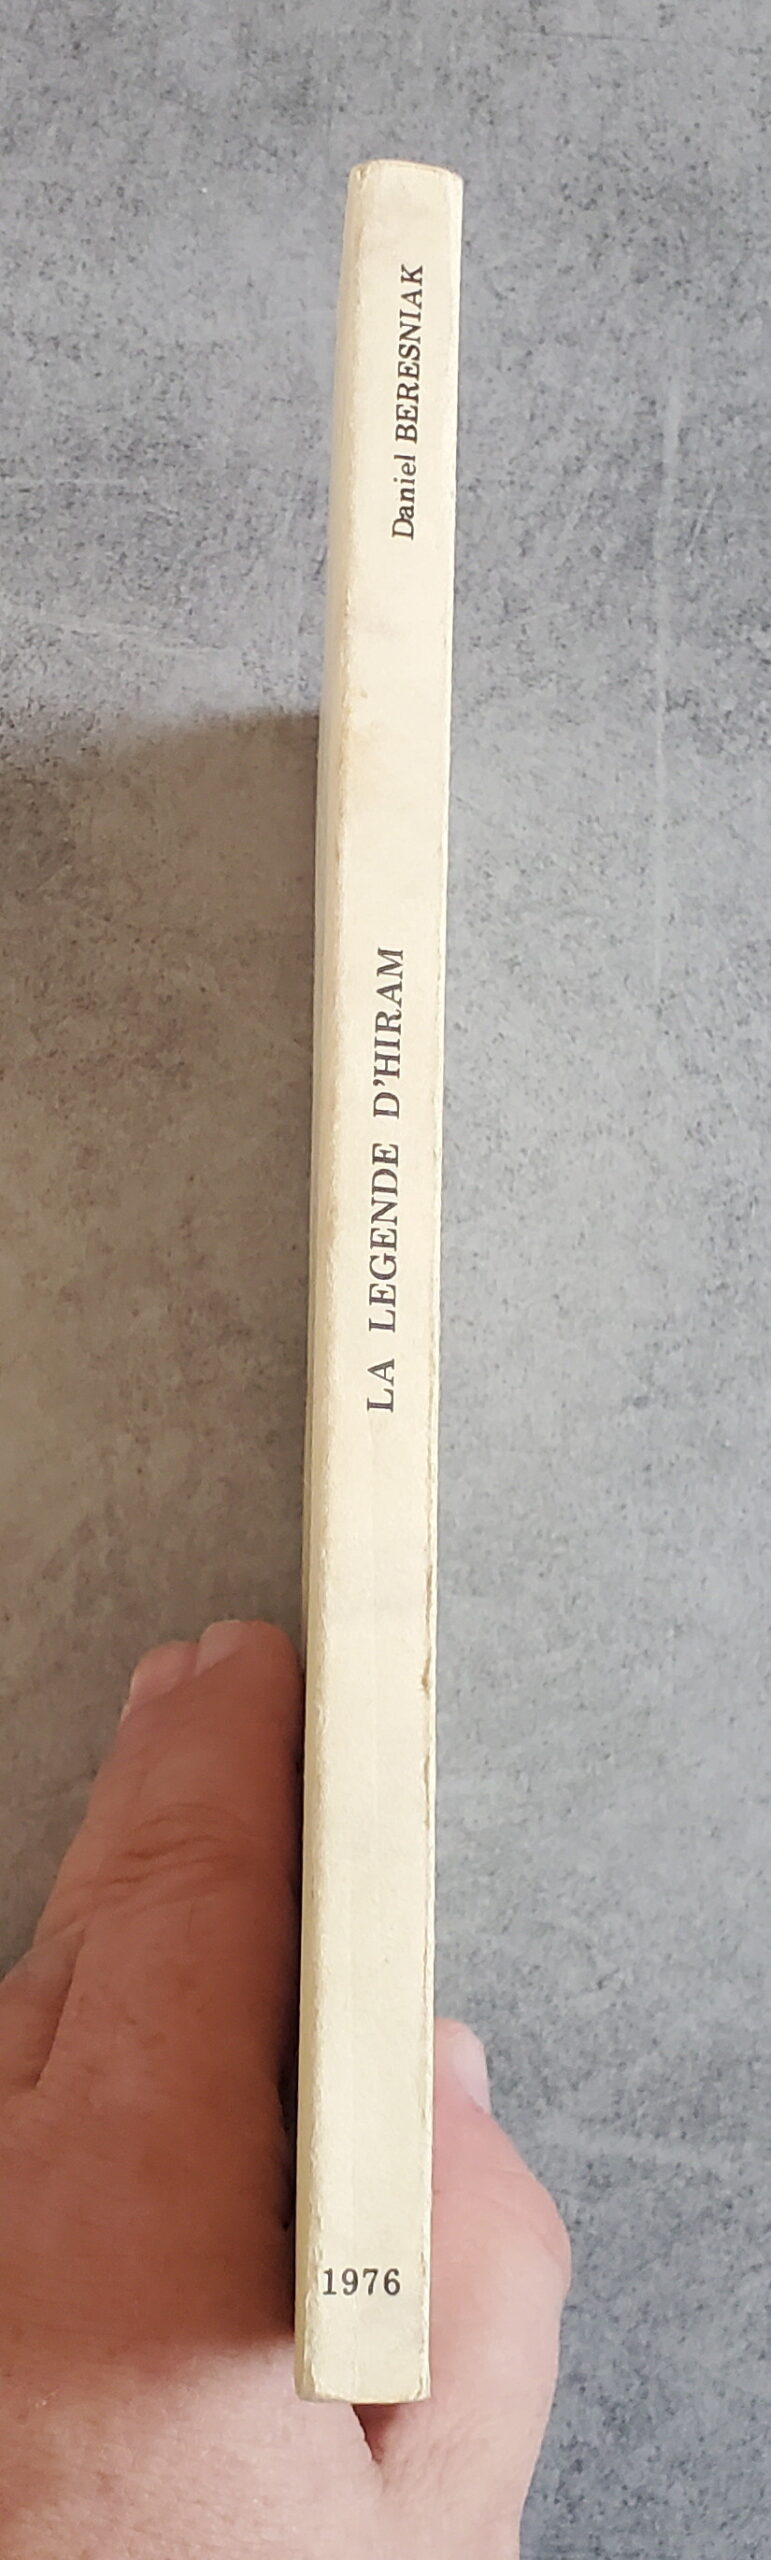 Daniel BERESNIAK
LA LEGENDE D'HIRAM
1976